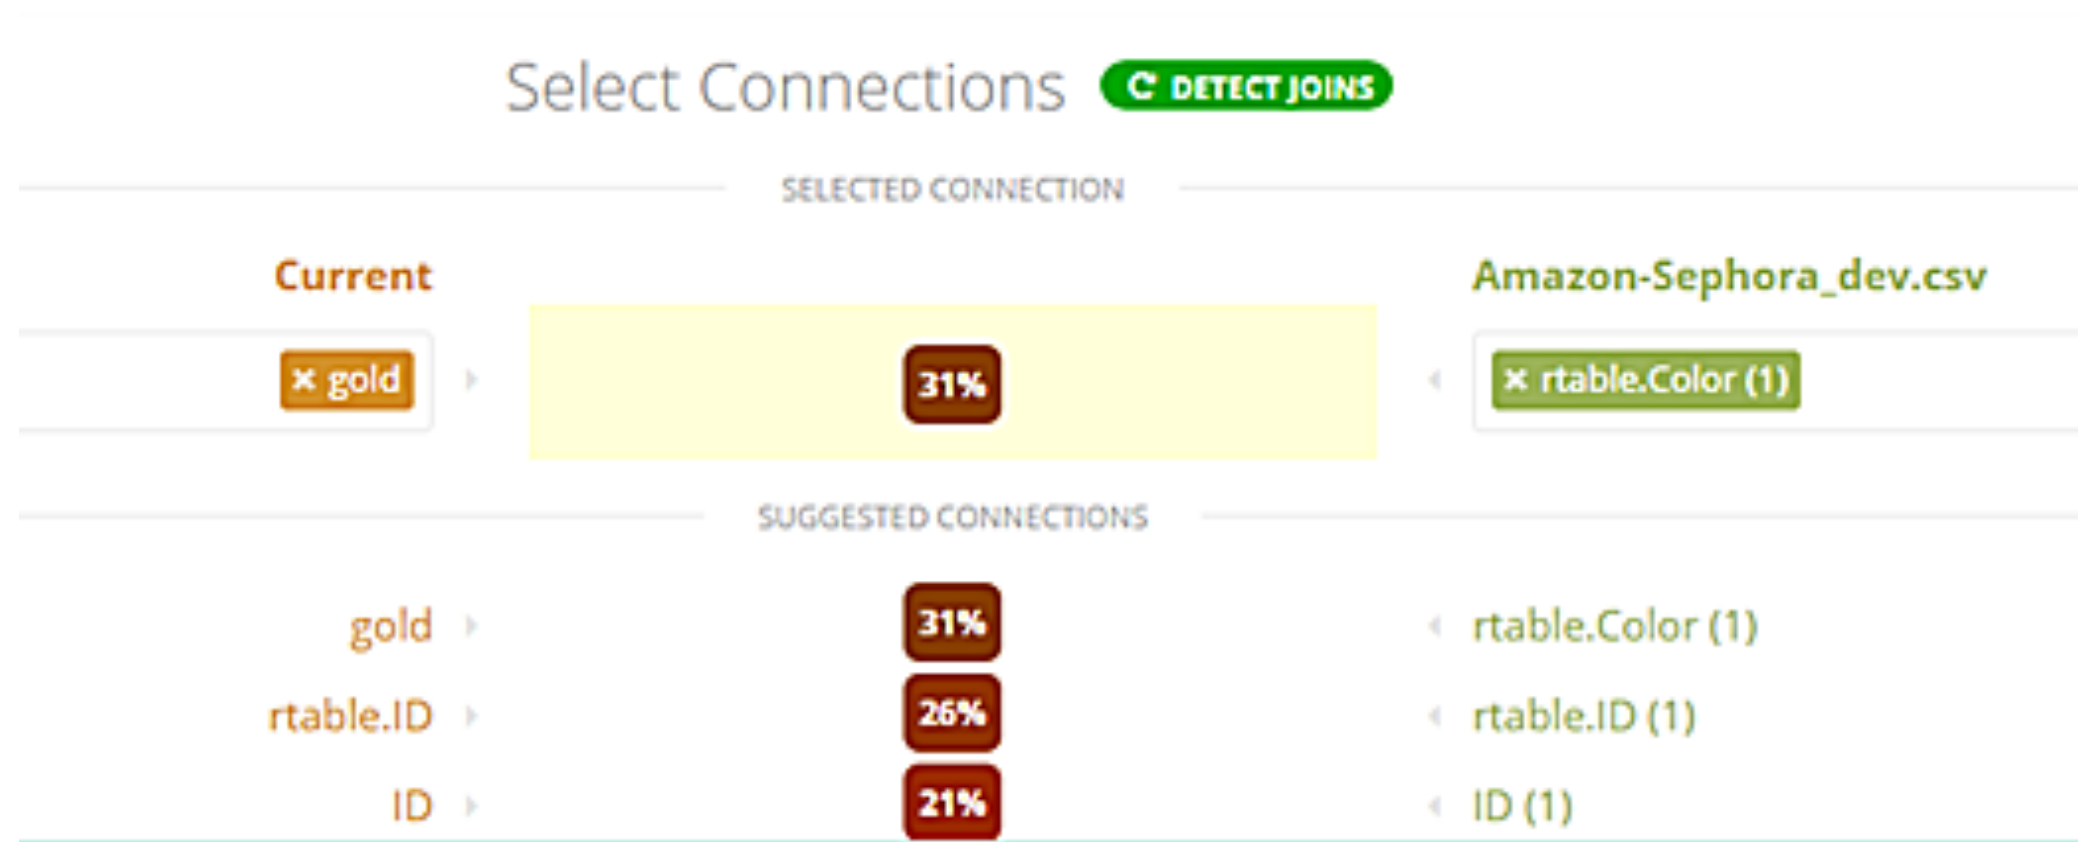 Select Connections DETECT JOINS
SELECTED CONNECTION
Current Amazon-Sephora_dev.csv
× gold 31% × rtable.Color (1)
SUGGESTED CONNECTIONS
gold 31% rtable.Color (1)
rtable.ID 26% rtable.ID (1)
ID 21% ID (1)